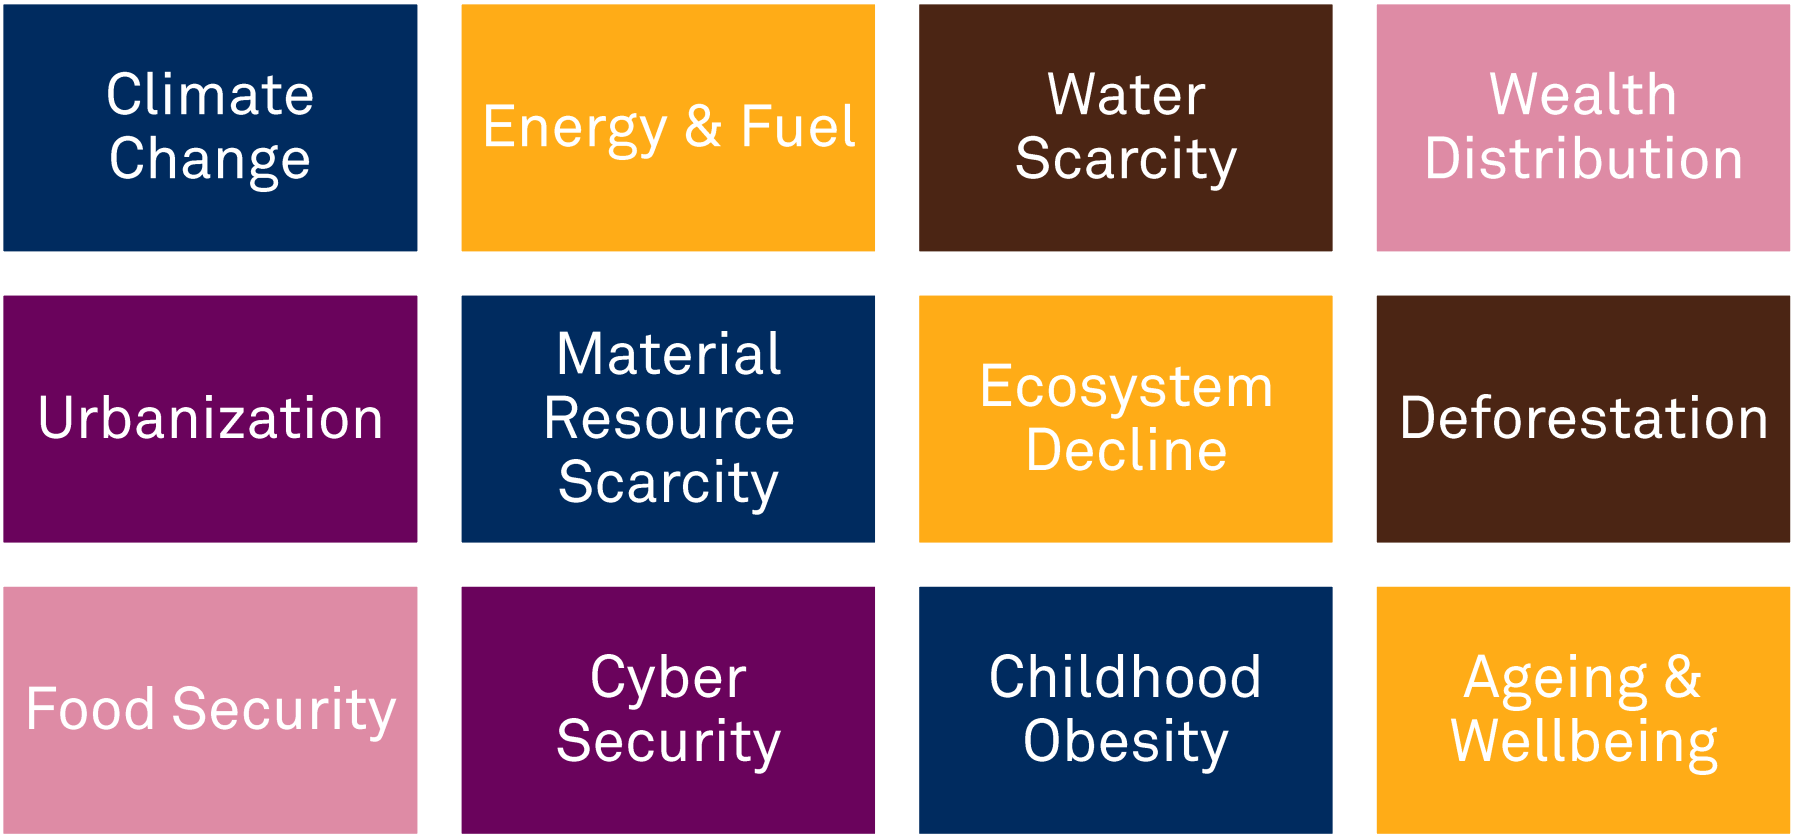 Climate
Change
Energy & Fuel
Water
Scarcity
Wealth
Distribution
Urbanization
Material
Resource
Scarcity
Ecosystem
Decline
Deforestation
Food Security
Cyber
Security
Childhood
Obesity
Ageing &
Wellbeing